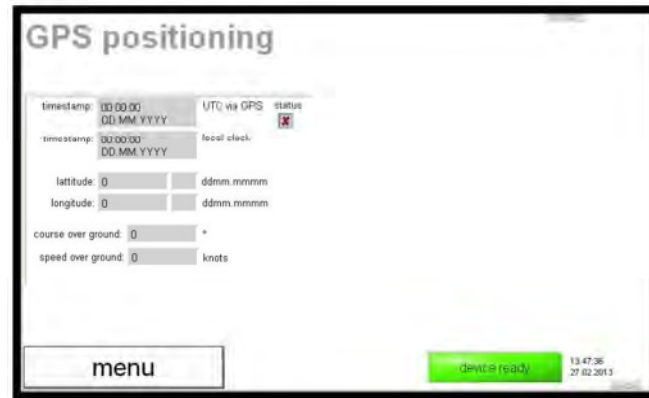 GPS positioning
timestamp: 00:00:00 UTC via GPS status
DD.MM.YYYY
timestamp: 00:00:00 local clock
DD.MM.YYYY
lattitude: 0 ddmm.mmmm
longitude: 0 ddmm.mmmm
course over ground: 0 °
speed over ground: 0 knots
menu
device ready
13:47:36
27.02.2013